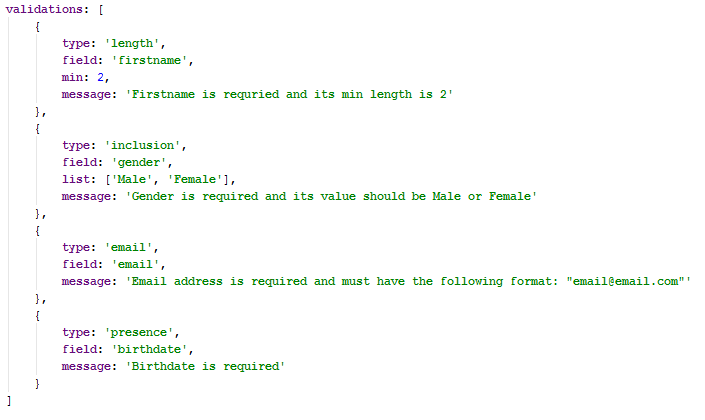 validations: [
    {
        type: 'length',
        field: 'firstname',
        min: 2,
        message: 'Firstname is requried and its min length is 2'
    },
    {
        type: 'inclusion',
        field: 'gender',
        list: ['Male', 'Female'],
        message: 'Gender is required and its value should be Male or Female'
    },
    {
        type: 'email',
        field: 'email',
        message: 'Email address is required and must have the following format: "email@email.com"'
    },
    {
        type: 'presence',
        field: 'birthdate',
        message: 'Birthdate is required'
    }
]